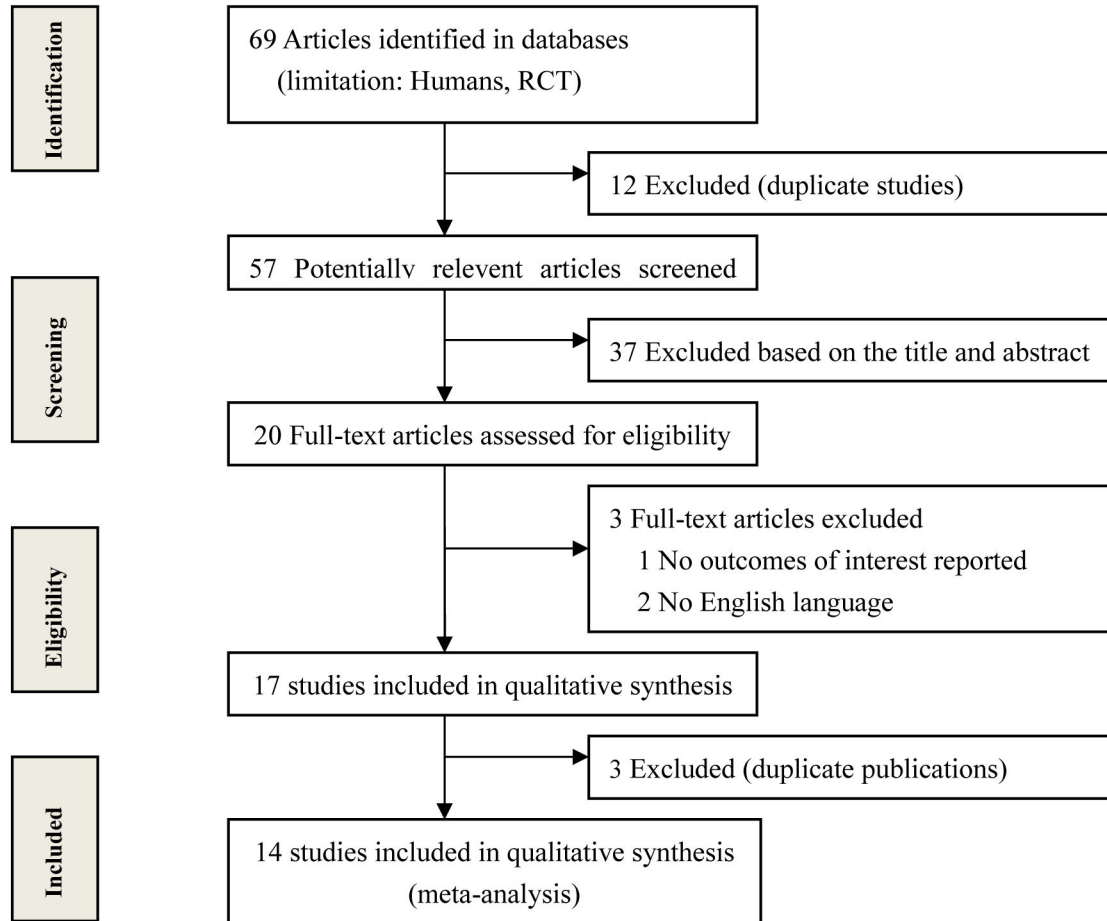 Identification
69 Articles identified in databases
(limitation: Humans, RCT)
12 Excluded (duplicate studies)
57 Potentially relevent articles screened
Screening
37 Excluded based on the title and abstract
20 Full-text articles assessed for eligibility
Eligibility
3 Full-text articles excluded
1 No outcomes of interest reported
2 No English language
17 studies included in qualitative synthesis
Included
3 Excluded (duplicate publications)
14 studies included in qualitative synthesis
(meta-analysis)